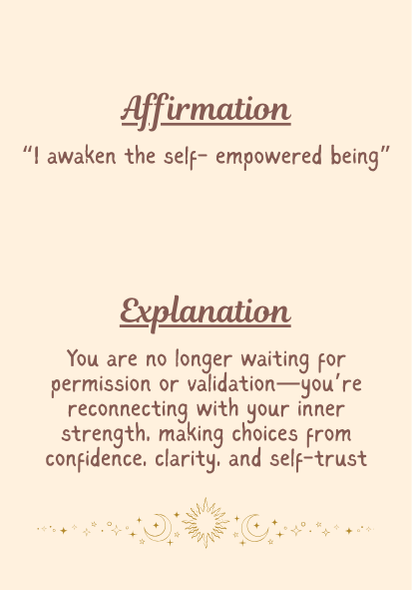 Affirmation
“I awaken the self- empowered being”
Explanation
You are no longer waiting for
permission or validation—you're
reconnecting with your inner
strength, making choices from
confidence, clarity, and self-trust